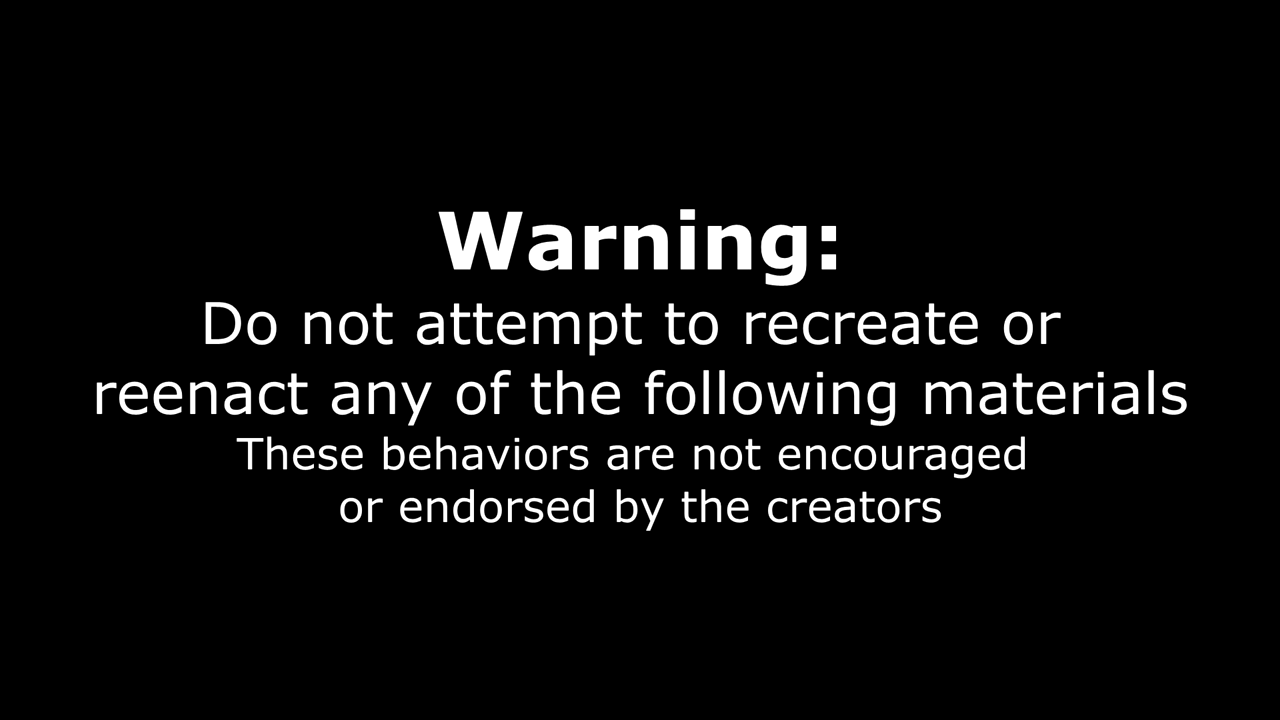 Warning:
Do not attempt to recreate or
reenact any of the following materials
These behaviors are not encouraged
or endorsed by the creators